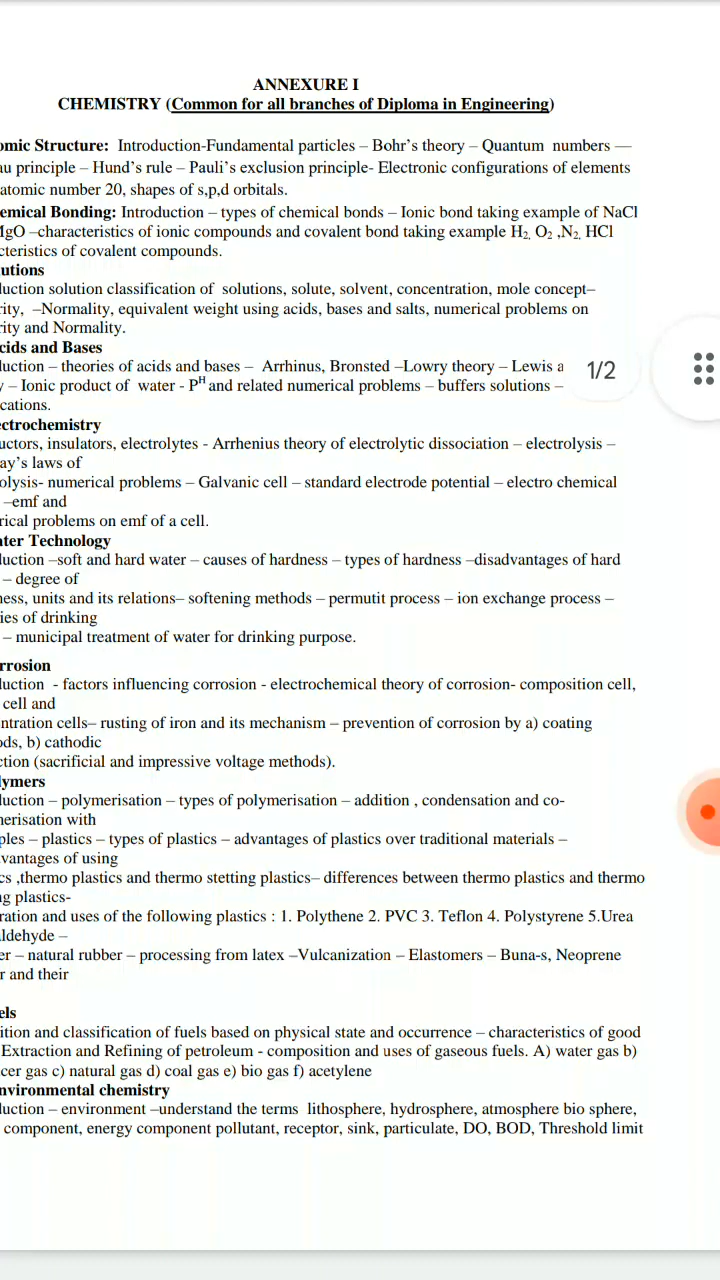 ANNEXURE I
CHEMISTRY (Common for all branches of Diploma in Engineering)
omic Structure: Introduction-Fundamental particles – Bohr's theory – Quantum numbers —
au principle – Hund's rule – Pauli's exclusion principle- Electronic configurations of elements
atomic number 20, shapes of s,p,d orbitals.
emical Bonding: Introduction – types of chemical bonds – Ionic bond taking example of NaCl
MgO –characteristics of ionic compounds and covalent bond taking example H2, O2 ,N2, HCl
cteristics of covalent compounds.
utions
luction solution classification of solutions, solute, solvent, concentration, mole concept–
rity, –Normality, equivalent weight using acids, bases and salts, numerical problems on
rity and Normality.
cids and Bases
luction – theories of acids and bases – Arrhinus, Bronsted –Lowry theory – Lewis a
y – Ionic product of water - P^H and related numerical problems – buffers solutions –
1/2
cations.
ectrochemistry
uctors, insulators, electrolytes - Arrhenius theory of electrolytic dissociation – electrolysis –
ay's laws of
olysis- numerical problems – Galvanic cell – standard electrode potential – electro chemical
–emf and
rical problems on emf of a cell.
ater Technology
luction –soft and hard water – causes of hardness – types of hardness –disadvantages of hard
– degree of
ness, units and its relations– softening methods – permutit process – ion exchange process –
ies of drinking
– municipal treatment of water for drinking purpose.
rrosion
luction - factors influencing corrosion - electrochemical theory of corrosion- composition cell,
cell and
ntration cells– rusting of iron and its mechanism – prevention of corrosion by a) coating
ods, b) cathodic
ction (sacrificial and impressive voltage methods).
lymers
luction – polymerisation – types of polymerisation – addition , condensation and co-
nerisation with
ples – plastics – types of plastics – advantages of plastics over traditional materials –
vantages of using
cs ,thermo plastics and thermo stetting plastics– differences between thermo plastics and thermo
ng plastics-
ration and uses of the following plastics : 1. Polythene 2. PVC 3. Teflon 4. Polystyrene 5.Urea
aldehyde –
er – natural rubber – processing from latex –Vulcanization – Elastomers – Buna-s, Neoprene
r and their
els
ition and classification of fuels based on physical state and occurrence – characteristics of good
Extraction and Refining of petroleum - composition and uses of gaseous fuels. A) water gas b)
cer gas c) natural gas d) coal gas e) bio gas f) acetylene
nvironmental chemistry
luction – environment –understand the terms lithosphere, hydrosphere, atmosphere bio sphere,
component, energy component pollutant, receptor, sink, particulate, DO, BOD, Threshold limit